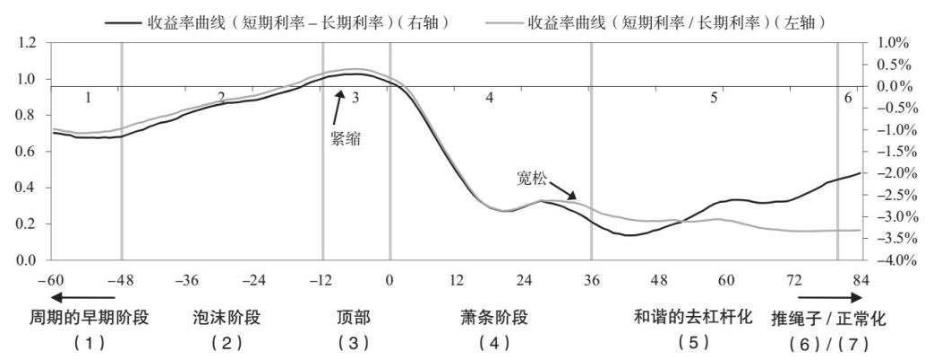 收益率曲线（短期利率－长期利率）（右轴） 收益率曲线（短期利率/长期利率）（左轴）
1.2 1.0%
0.5%
1.0 0.0%
1 2 3 4 5 6
0.8 -0.5%
紧缩 -1.0%
0.6 -1.5%
0.4 宽松 -2.0%
-2.5%
0.2 -3.0%
-3.5%
0.0 -4.0%
-60 -48 -36 -24 -12 0 12 24 36 48 60 72 84
周期的早期阶段 泡沫阶段 顶部 萧条阶段 和谐的去杠杆化 推绳子/正常化
（1） （2） （3） （4） （5） （6）/（7）